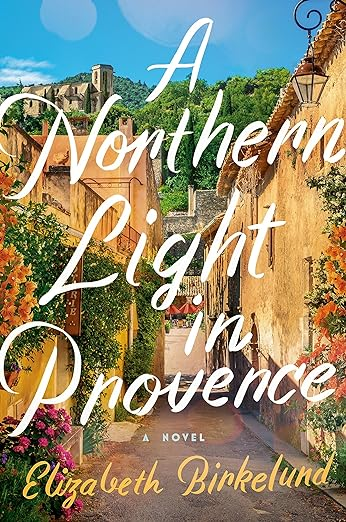 A
Northern
Light
in
Provence
A NOVEL
Elizabeth Birkelund